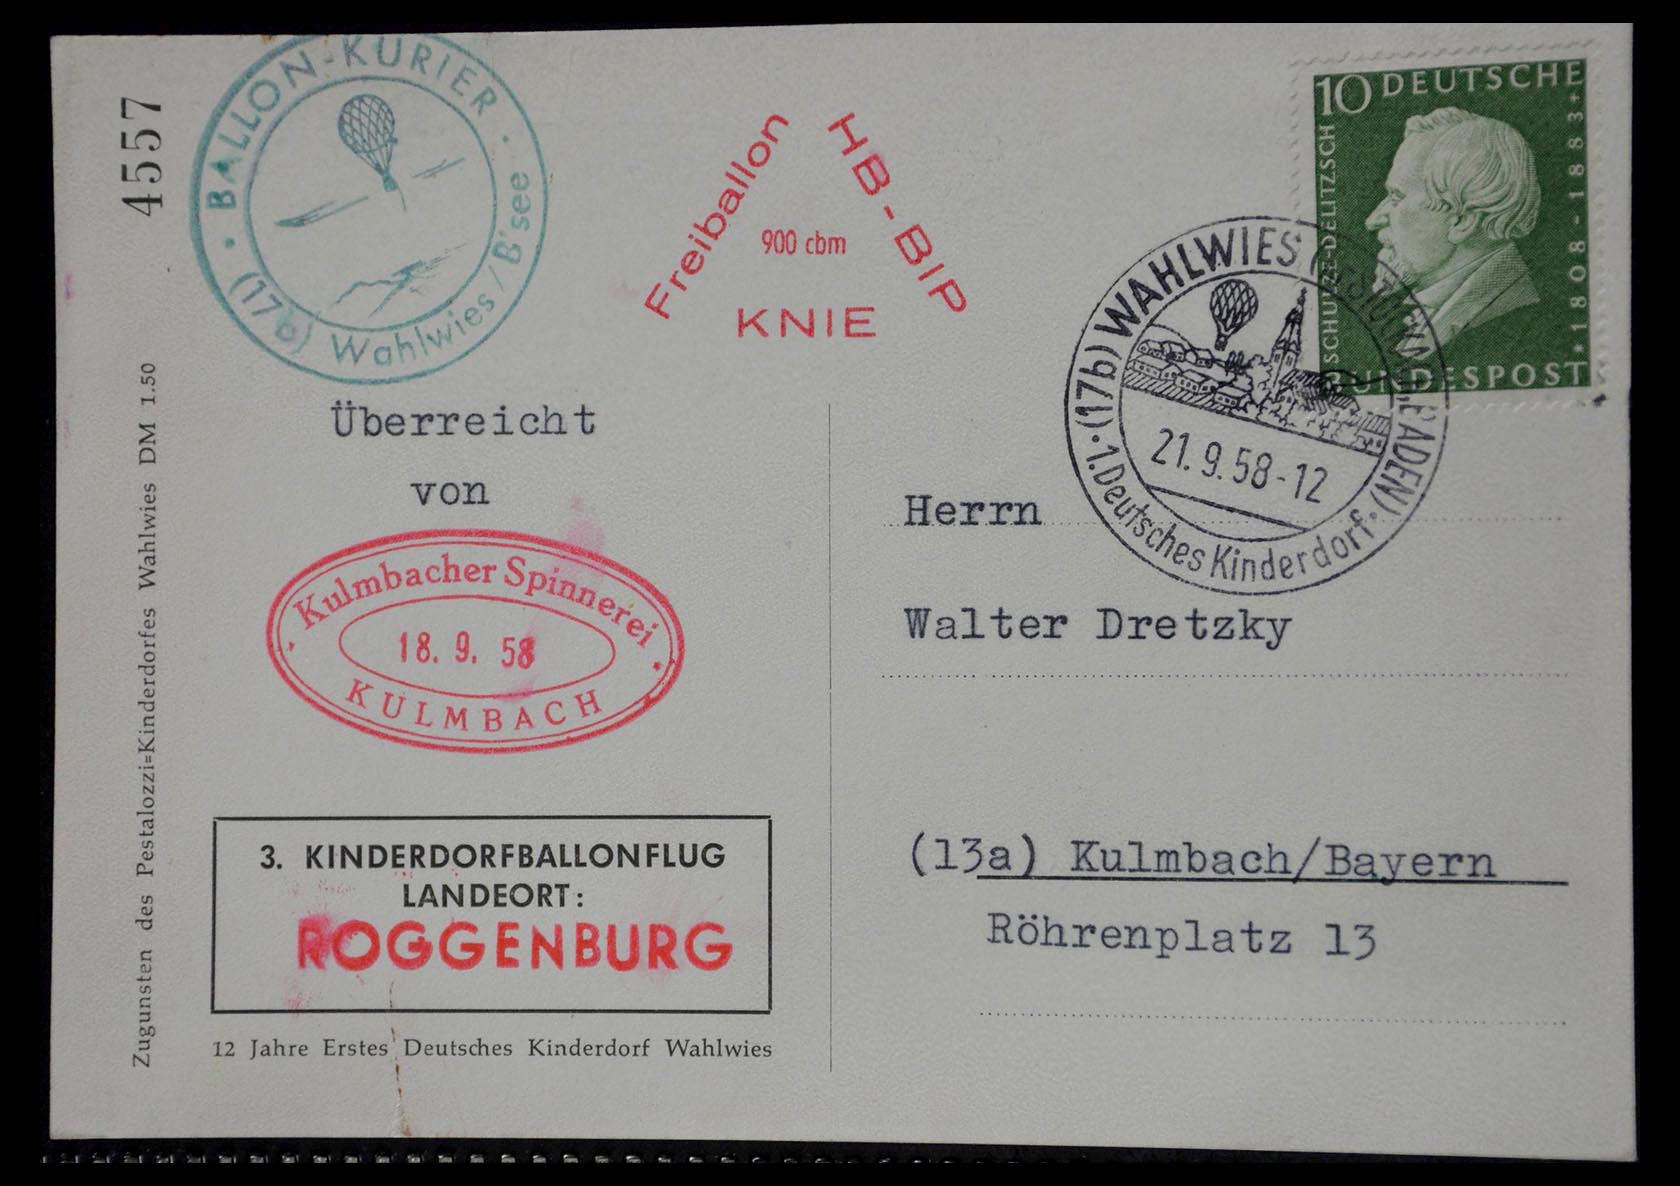 4557
BALLON-KURIER
(17b) Wahlwies/B'see
Freiballon HB-BIP
900 cbm
KNIE
10 DEUTSCHE
SCHULZE-DELITZSCH
1808-1883
BUNDESPOST
(17b) WAHLWIES (STOCKACH, BADEN)
21.9.58-12
1.Deutsches Kinderdorf
Überreicht
von
Kulmbacher Spinnerei
18. 9. 58
KULMBACH
3. KINDERDORFBALLONFLUG
LANDEORT:
ROGGENBURG
12 Jahre Erstes Deutsches Kinderdorf Wahlwies
Zugunsten des Pestalozzi=Kinderdorfes Wahlwies DM 1.50
Herrn
Walter Dretzky
(13a) Kulmbach/Bayern
Röhrenplatz 13